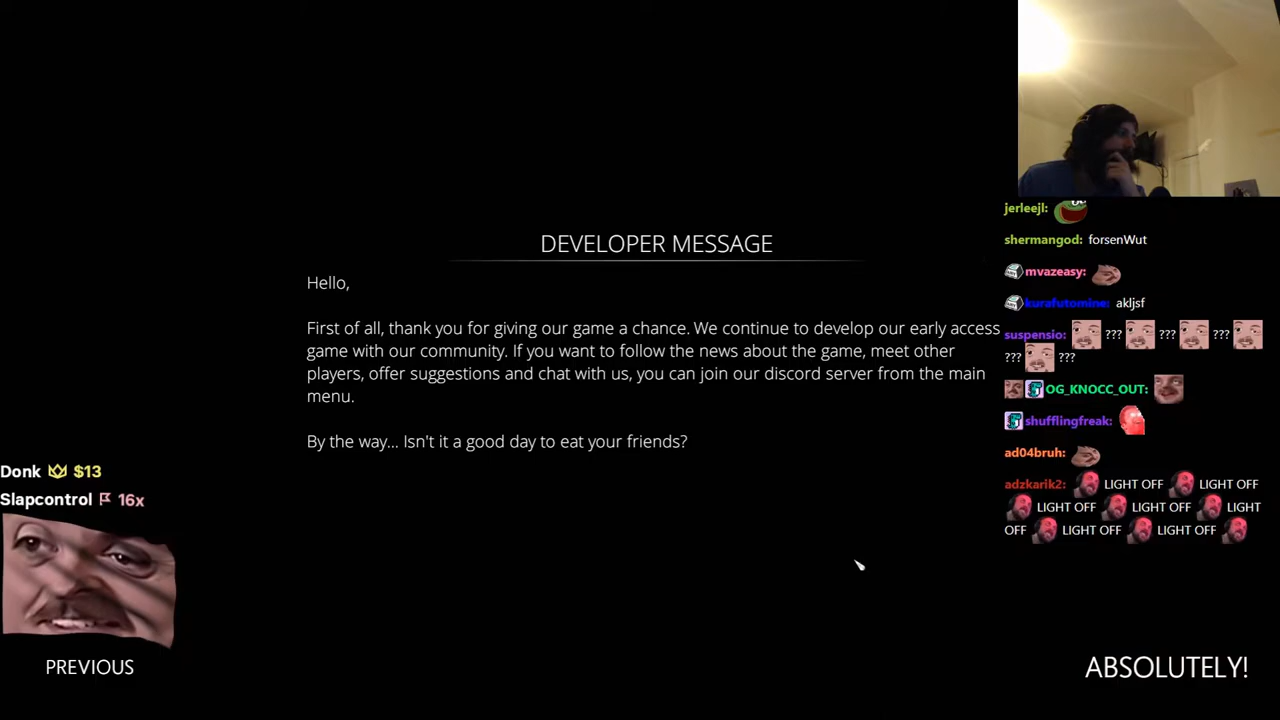 DEVELOPER MESSAGE
Hello,
First of all, thank you for giving our game a chance. We continue to develop our early access
game with our community. If you want to follow the news about the game, meet other
players, offer suggestions and chat with us, you can join our discord server from the main
menu.
By the way... Isn't it a good day to eat your friends?
jerleejl:
shermangod: forsenWut
mvazeasy:
kurafutomine: akljsf
suspensio: ??? ??? ???
??? ???
OG_KNOCC_OUT:
shufflingfreak:
ad04bruh:
adzkarik2: LIGHT OFF LIGHT OFF
LIGHT OFF LIGHT OFF LIGHT
OFF LIGHT OFF LIGHT OFF
Donk $13
Slapcontrol 16x
PREVIOUS
ABSOLUTELY!